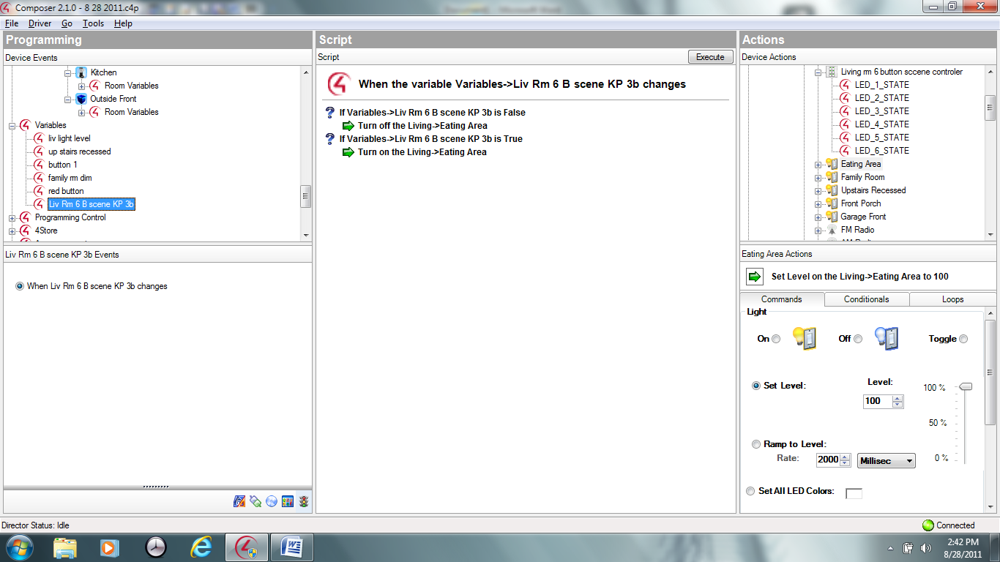 Composer 2.1.0 - 8 28 2011.c4p
File Driver Go Tools Help
Programming
Device Events
Kitchen
Room Variables
Outside Front
Room Variables
Variables
liv light level
up stairs recessed
button 1
family rm dim
red button
Liv Rm 6 B scene KP 3b
Programming Control
4Store
Liv Rm 6 B scene KP 3b Events
When Liv Rm 6 B scene KP 3b changes
Script
Script
Execute
When the variable Variables->Liv Rm 6 B scene KP 3b changes
If Variables->Liv Rm 6 B scene KP 3b is False
Turn off the Living->Eating Area
If Variables->Liv Rm 6 B scene KP 3b is True
Turn on the Living->Eating Area
Actions
Device Actions
Living rm 6 button sccene controler
LED_1_STATE
LED_2_STATE
LED_3_STATE
LED_4_STATE
LED_5_STATE
LED_6_STATE
Eating Area
Family Room
Upstairs Recessed
Front Porch
Garage Front
FM Radio
Eating Area Actions
Set Level on the Living->Eating Area to 100
Commands Conditionals Loops
Light
On Off Toggle
Set Level: Level: 100 %
100
50 %
Ramp to Level:
Rate: 2000 Millisec 0 %
Set All LED Colors:
Director Status: Idle
Connected
2:42 PM
8/28/2011